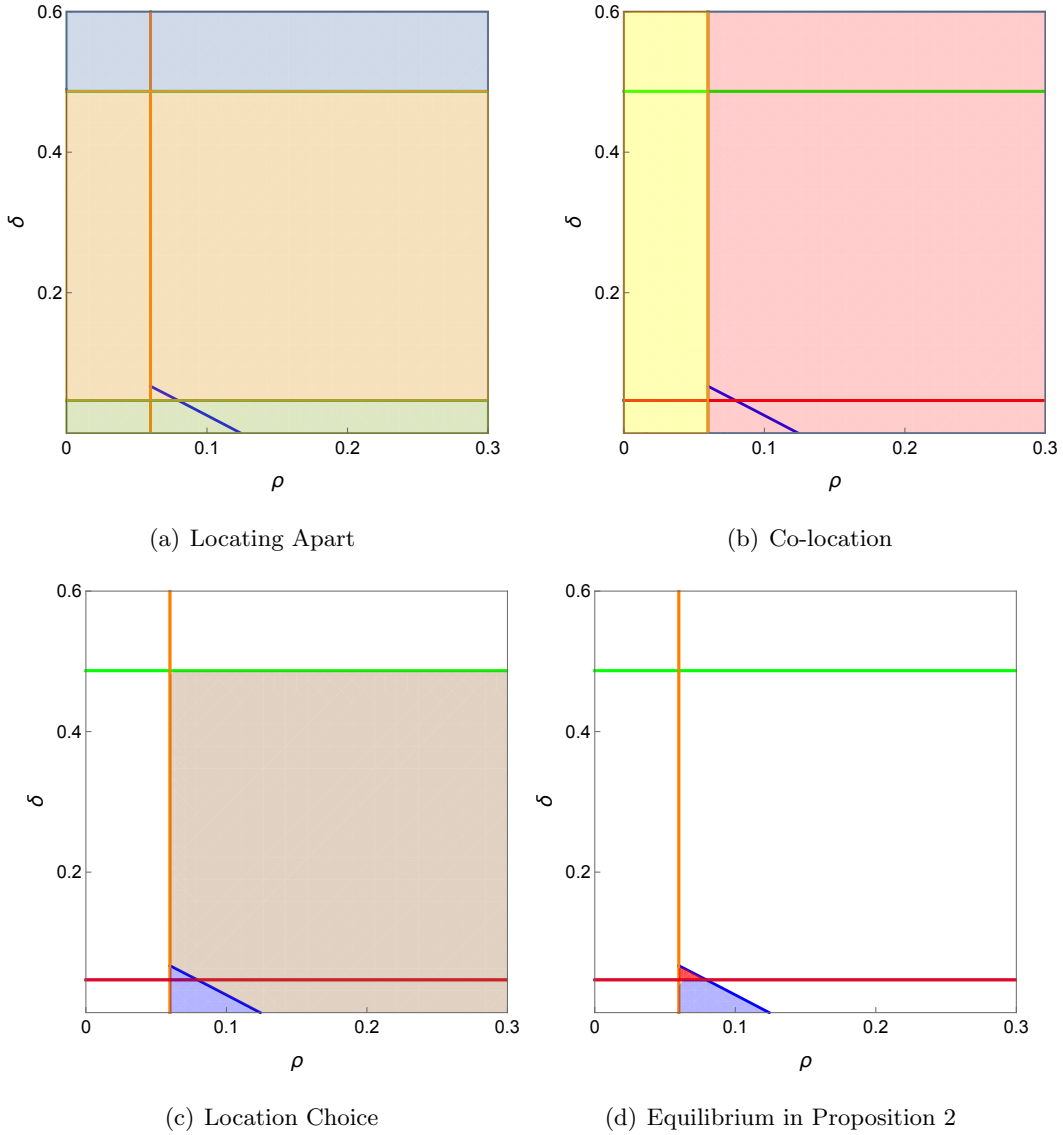 0.6
0.4
δ
0.2
0
0.1
0.2
0.3
ρ
(a) Locating Apart
0.6
0.4
δ
0.2
0
0.1
0.2
0.3
ρ
(b) Co-location
0.6
0.4
δ
0.2
0
0.1
0.2
0.3
ρ
(c) Location Choice
0.6
0.4
δ
0.2
0
0.1
0.2
0.3
ρ
(d) Equilibrium in Proposition 2